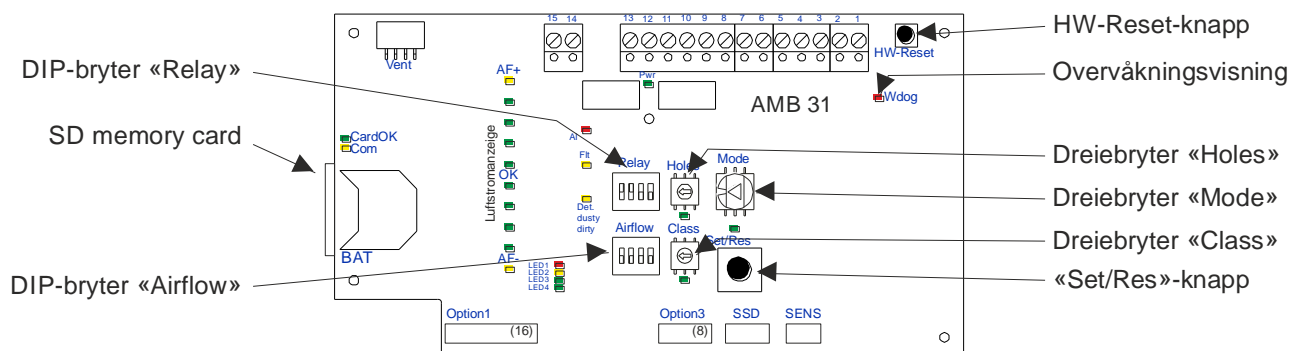 15 14
13 12 11 10 9 8 7 6 5 4 3 2 1
HW-Reset-knapp
HW-Reset
Vent
DIP-bryter «Relay»
AF+
Pwr
Overvåkningsvisning
Wdog
AMB 31
SD memory card
CardOK
Com
Al
Flt
Relay
Holes
Mode
Dreiebryter «Holes»
Luftstromanzeige
OK
Dreiebryter «Mode»
Det.
dusty
dirty
Airflow
Class
Set/Res
Dreiebryter «Class»
BAT
AF-
LED1
LED2
LED3
LED4
DIP-bryter «Airflow»
«Set/Res»-knapp
Option1
(16)
Option3
(8)
SSD
SENS